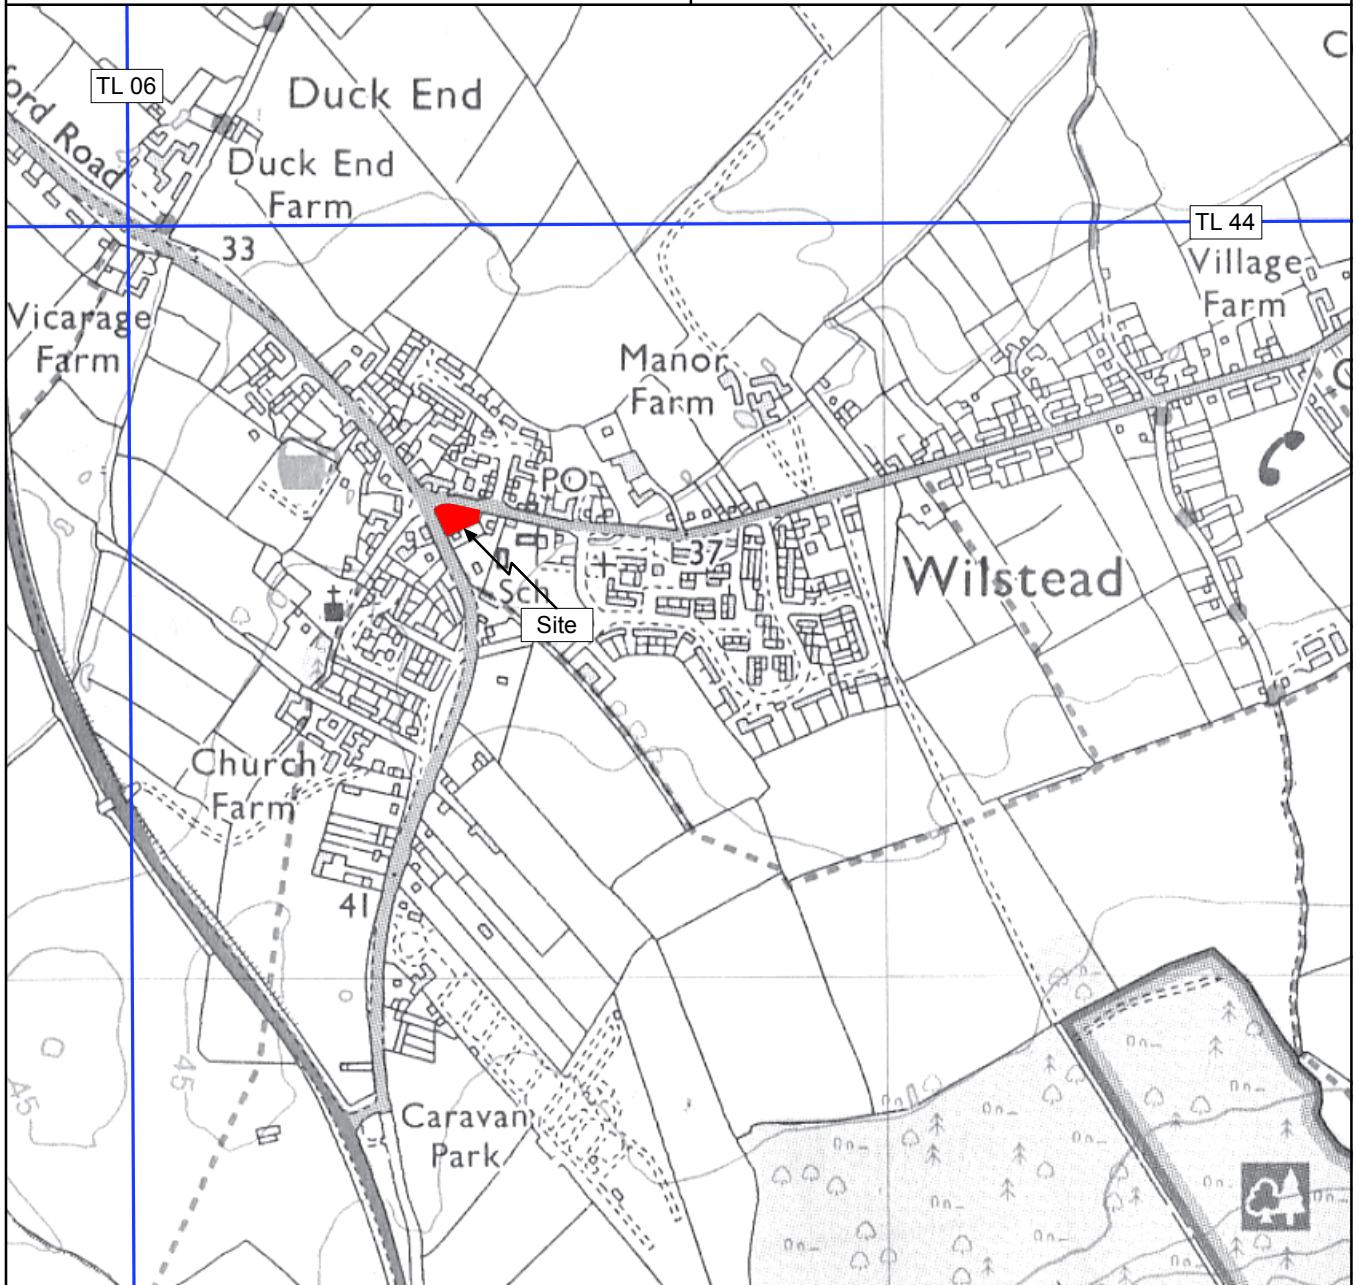 TL 06
Duck End
ford Road
Duck End
Farm
C
TL 44
33
Village
Farm
Vicarage
Farm
Manor
Farm
C
PO
37
Wilstead
Sch
Site
Church
Farm
41
45
45
Caravan
Park